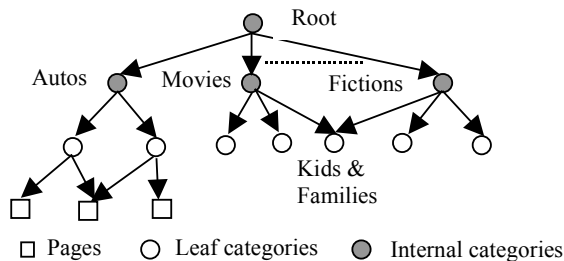 Root
Autos
Movies
Fictions
Kids &
Families
Pages
Leaf categories
Internal categories